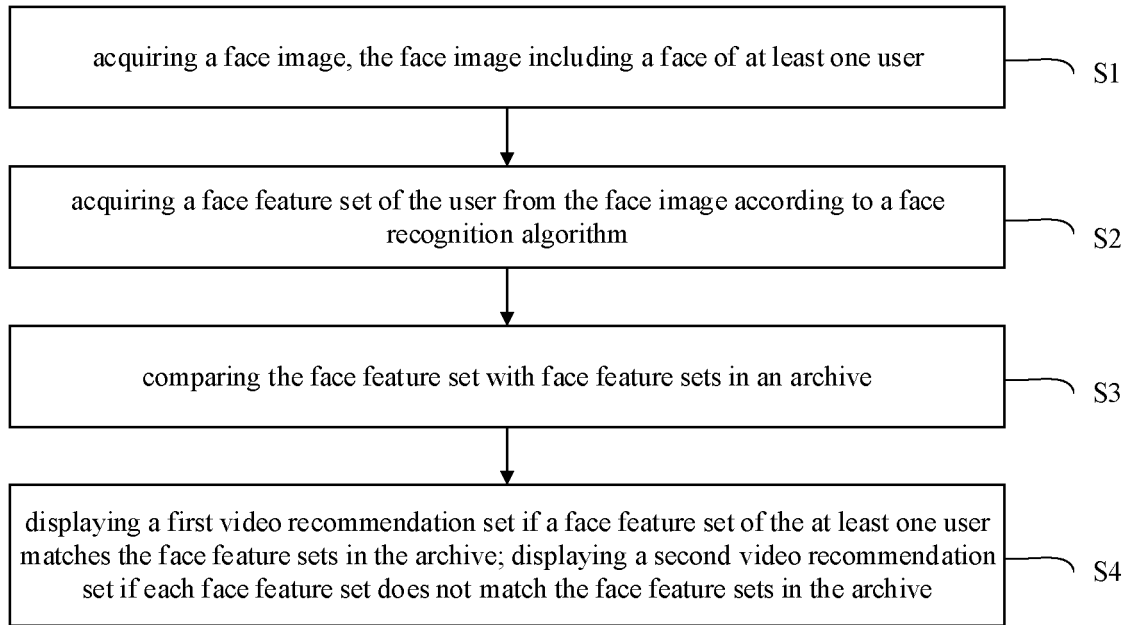 acquiring a face image, the face image including a face of at least one user
S1
acquiring a face feature set of the user from the face image according to a face
recognition algorithm
S2
comparing the face feature set with face feature sets in an archive
S3
displaying a first video recommendation set if a face feature set of the at least one user
matches the face feature sets in the archive; displaying a second video recommendation
set if each face feature set does not match the face feature sets in the archive
S4